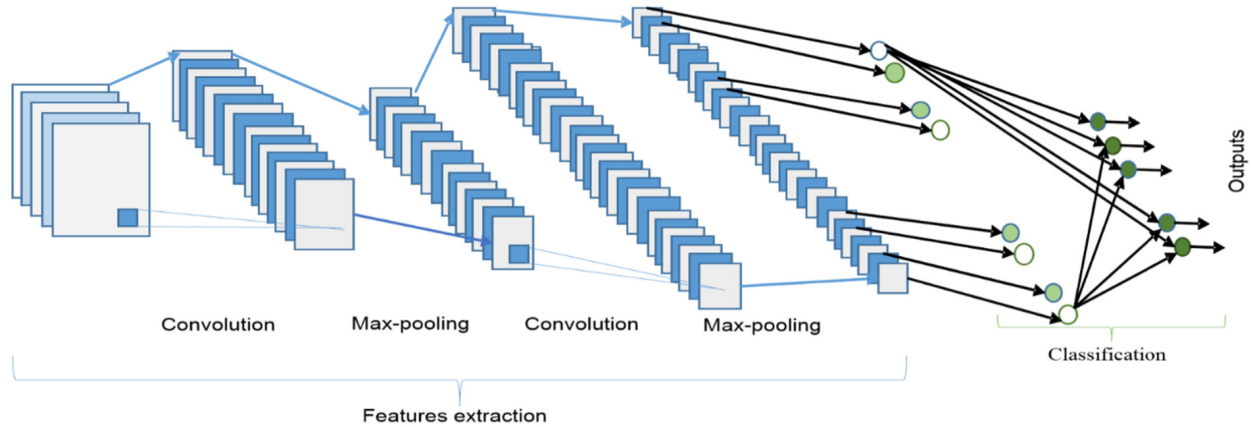 Outputs
Convolution
Max-pooling
Convolution
Max-pooling
Classification
Features extraction